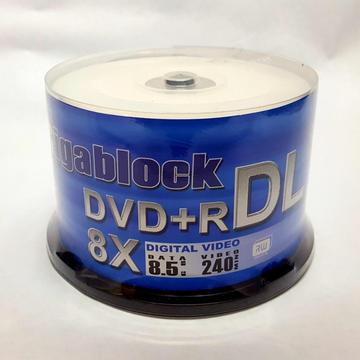 igablock
DVD+R DL
8X
DIGITAL VIDEO
DATA VIDEO
8.5 240
RW